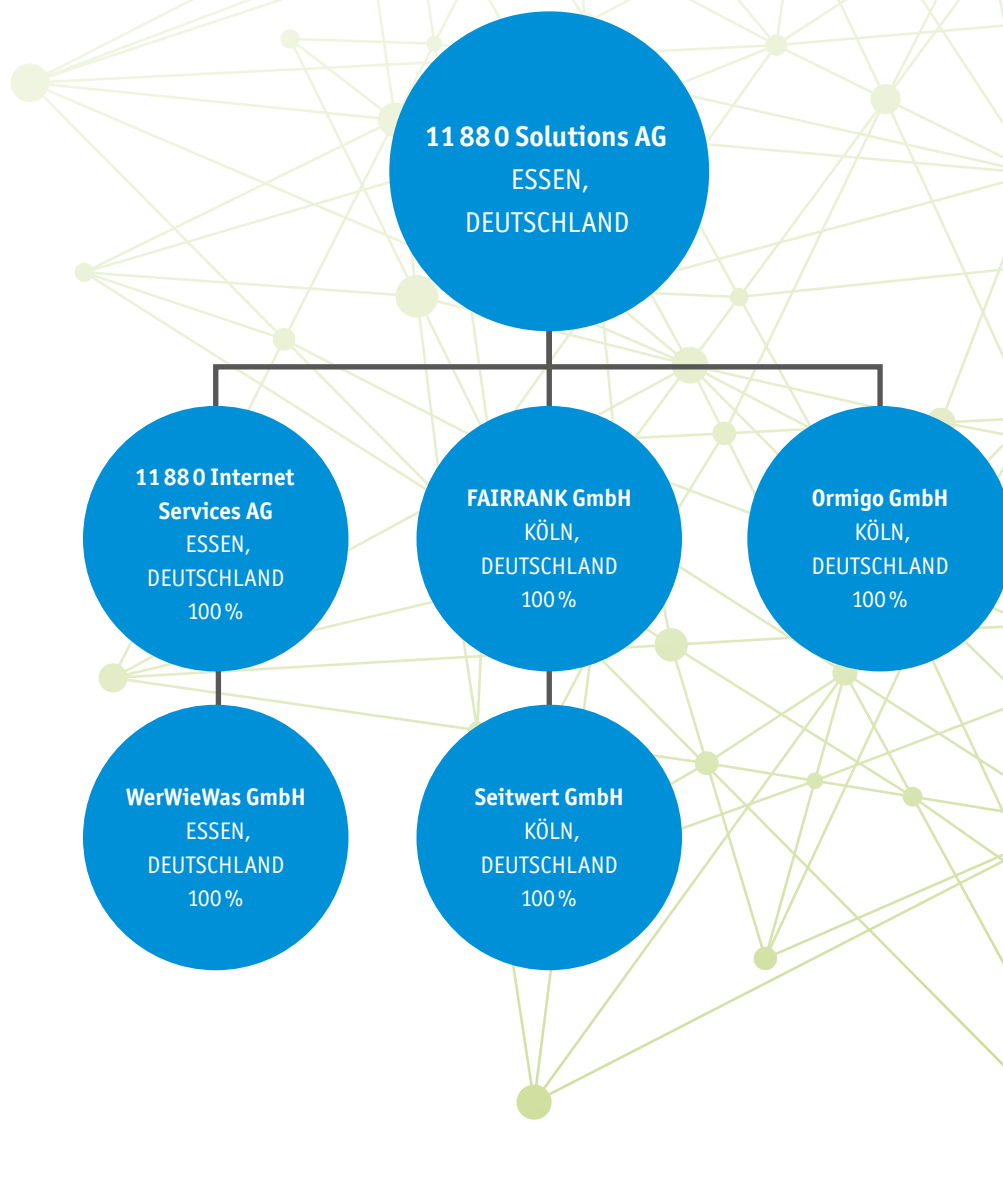 11 88 0 Solutions AG
ESSEN,
DEUTSCHLAND
11 88 0 Internet
Services AG
ESSEN,
DEUTSCHLAND
100 %
FAIRRANK GmbH
KÖLN,
DEUTSCHLAND
100 %
Ormigo GmbH
KÖLN,
DEUTSCHLAND
100 %
WerWieWas GmbH
ESSEN,
DEUTSCHLAND
100 %
Seitwert GmbH
KÖLN,
DEUTSCHLAND
100 %